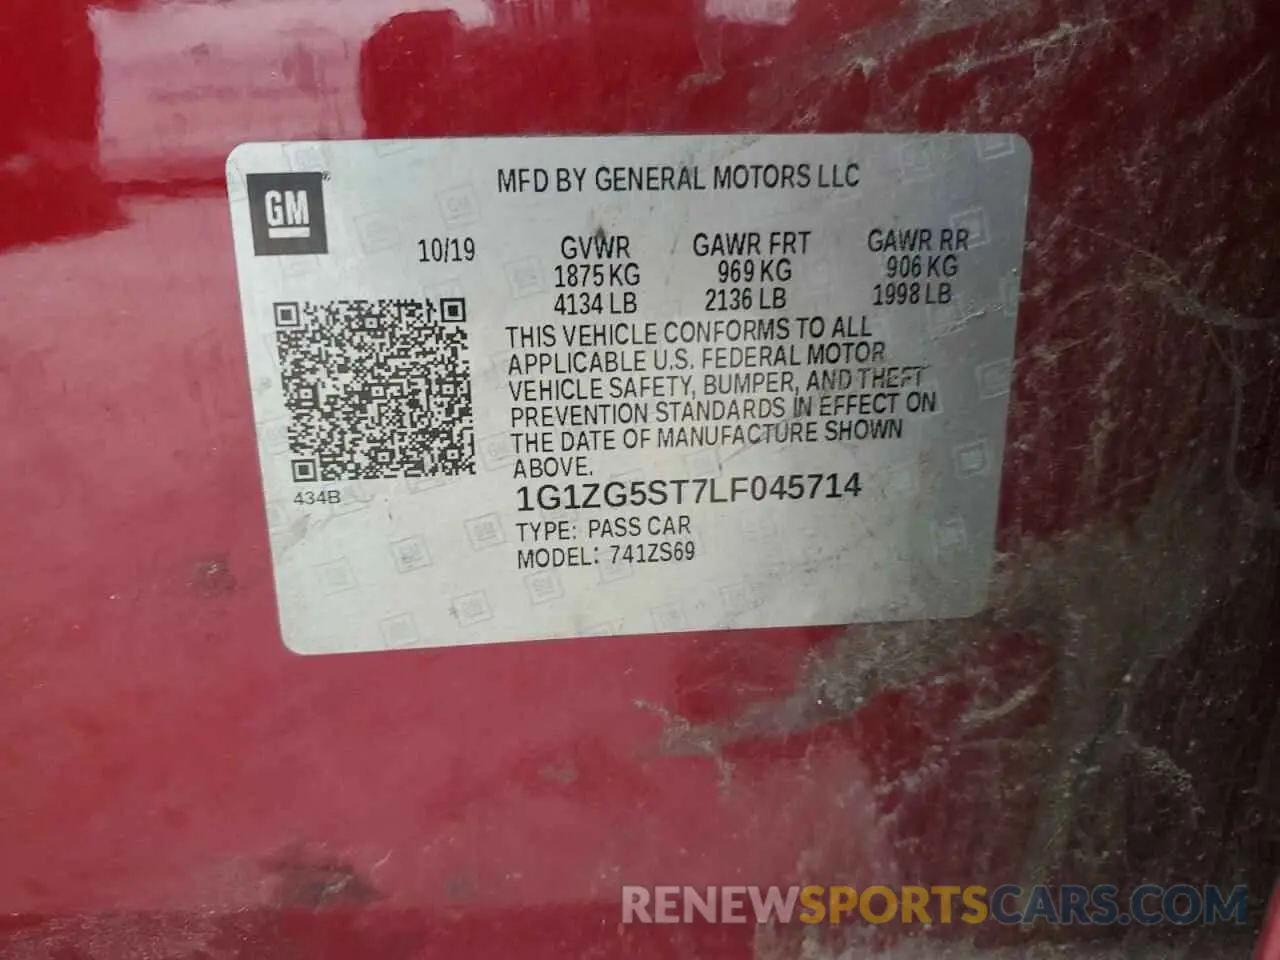 MFD BY GENERAL MOTORS LLC
GM®
10/19 GVWR GAWR FRT GAWR RR
1875 KG 969 KG 906 KG
4134 LB 2136 LB 1998 LB
THIS VEHICLE CONFORMS TO ALL
APPLICABLE U.S. FEDERAL MOTOR
VEHICLE SAFETY, BUMPER, AND THEFT
PREVENTION STANDARDS IN EFFECT ON
THE DATE OF MANUFACTURE SHOWN
ABOVE.
434B
1G1ZG5ST7LF045714
TYPE: PASS CAR
MODEL: 741ZS69
RENEWSPORTSCARS.COM